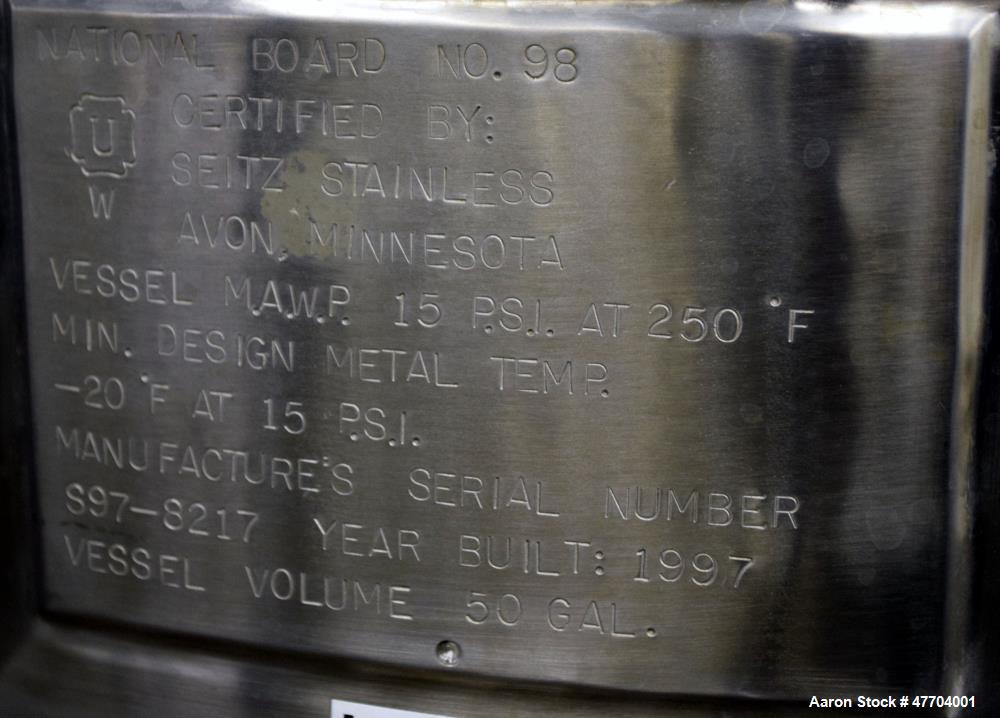 NATIONAL BOARD NO. 98
U CERTIFIED BY:
SEITZ STAINLESS
W
AVON, MINNESOTA
VESSEL M.A.W.P. 15 P.S.I. AT 250 °F
MIN. DESIGN METAL TEMP.
-20 °F AT 15 P.S.I.
MANUFACTURE'S SERIAL NUMBER
S97-8217 YEAR BUILT: 1997
VESSEL VOLUME 50 GAL.
Aaron Stock # 47704001